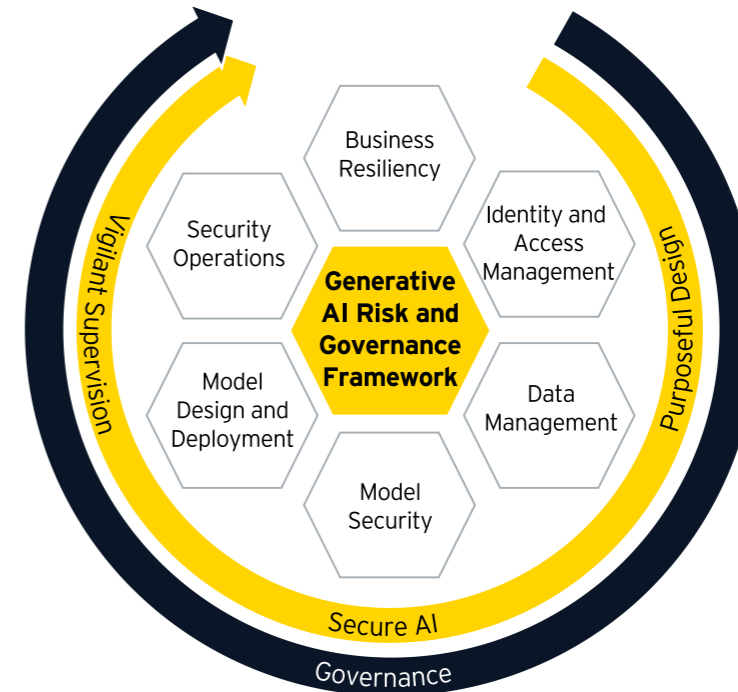 Business
Resiliency
Identity and
Access
Management
Security
Operations
Generative
AI Risk and
Governance
Framework
Model
Design and
Deployment
Data
Management
Model
Security
Vigilant Supervision
Purposeful Design
Secure AI
Governance